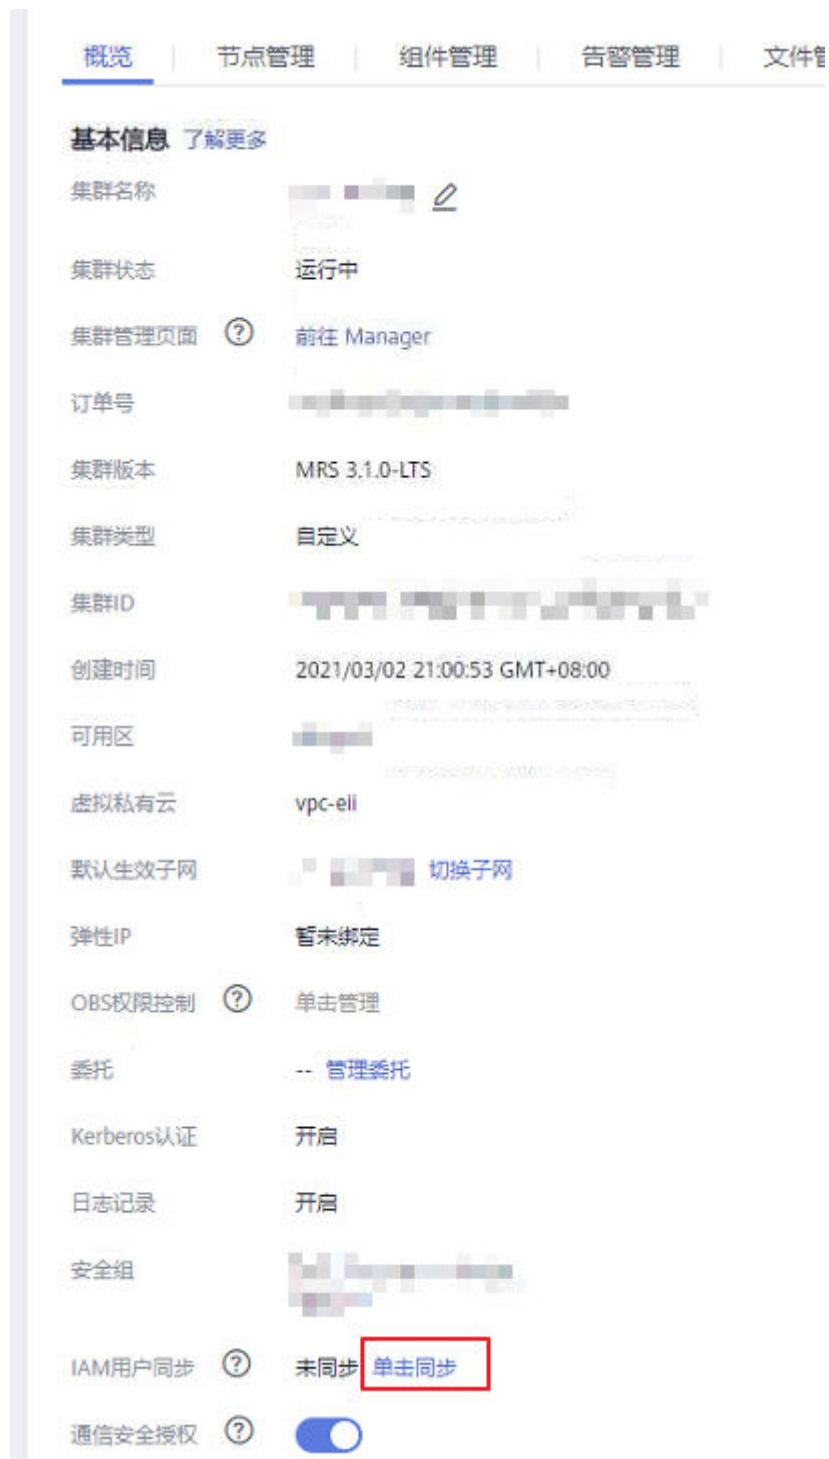 概览 节点管理 组件管理 告警管理 文件管
基本信息 了解更多
集群名称
集群状态 运行中
集群管理页面 ? 前往 Manager
订单号
集群版本 MRS 3.1.0-LTS
集群类型 自定义
集群ID
创建时间 2021/03/02 21:00:53 GMT+08:00
可用区
虚拟私有云 vpc-eli
默认生效子网 切换子网
弹性IP 暂未绑定
OBS权限控制 ? 单击管理
委托 -- 管理委托
Kerberos认证 开启
日志记录 开启
安全组
IAM用户同步 ? 未同步 单击同步
通信安全授权 ?